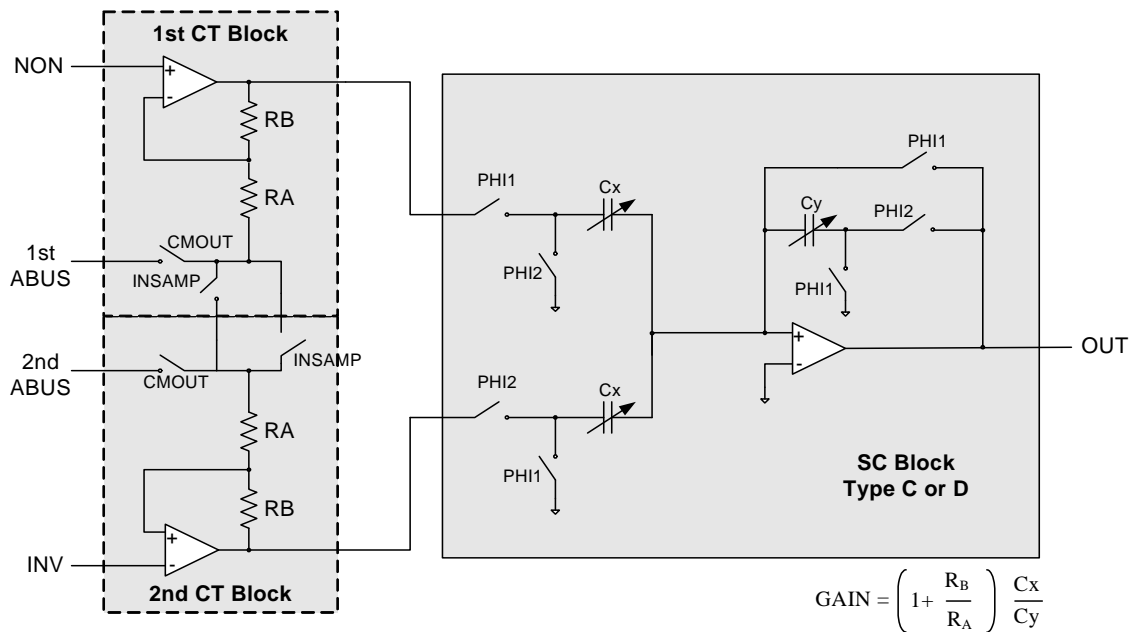 1st CT Block
NON
+
-
RB
RA
1st
ABUS
CMOUT
INSAMP
2nd
ABUS
CMOUT
INSAMP
RA
RB
+
-
INV
2nd CT Block
PHI1
Cx
PHI2
PHI2
Cx
PHI1
PHI1
Cy
PHI2
PHI1
+
-
OUT
SC Block
Type C or D
GAIN = ( 1+ RB / RA ) Cx / Cy